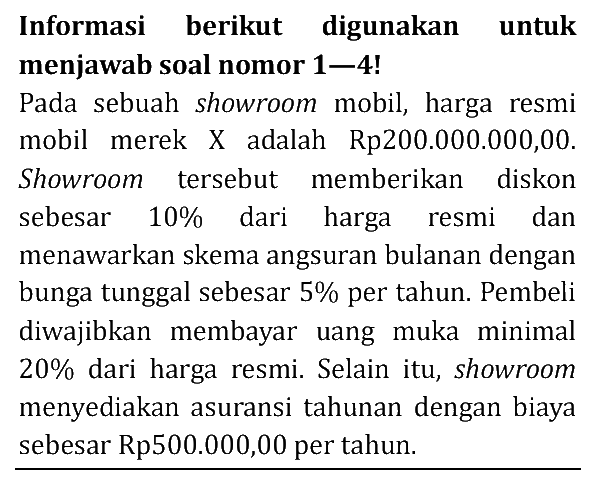 Informasi berikut digunakan untuk
menjawab soal nomor 1—4!
Pada sebuah showroom mobil, harga resmi
mobil merek X adalah Rp200.000.000,00.
Showroom tersebut memberikan diskon
sebesar 10% dari harga resmi dan
menawarkan skema angsuran bulanan dengan
bunga tunggal sebesar 5% per tahun. Pembeli
diwajibkan membayar uang muka minimal
20% dari harga resmi. Selain itu, showroom
menyediakan asuransi tahunan dengan biaya
sebesar Rp500.000,00 per tahun.